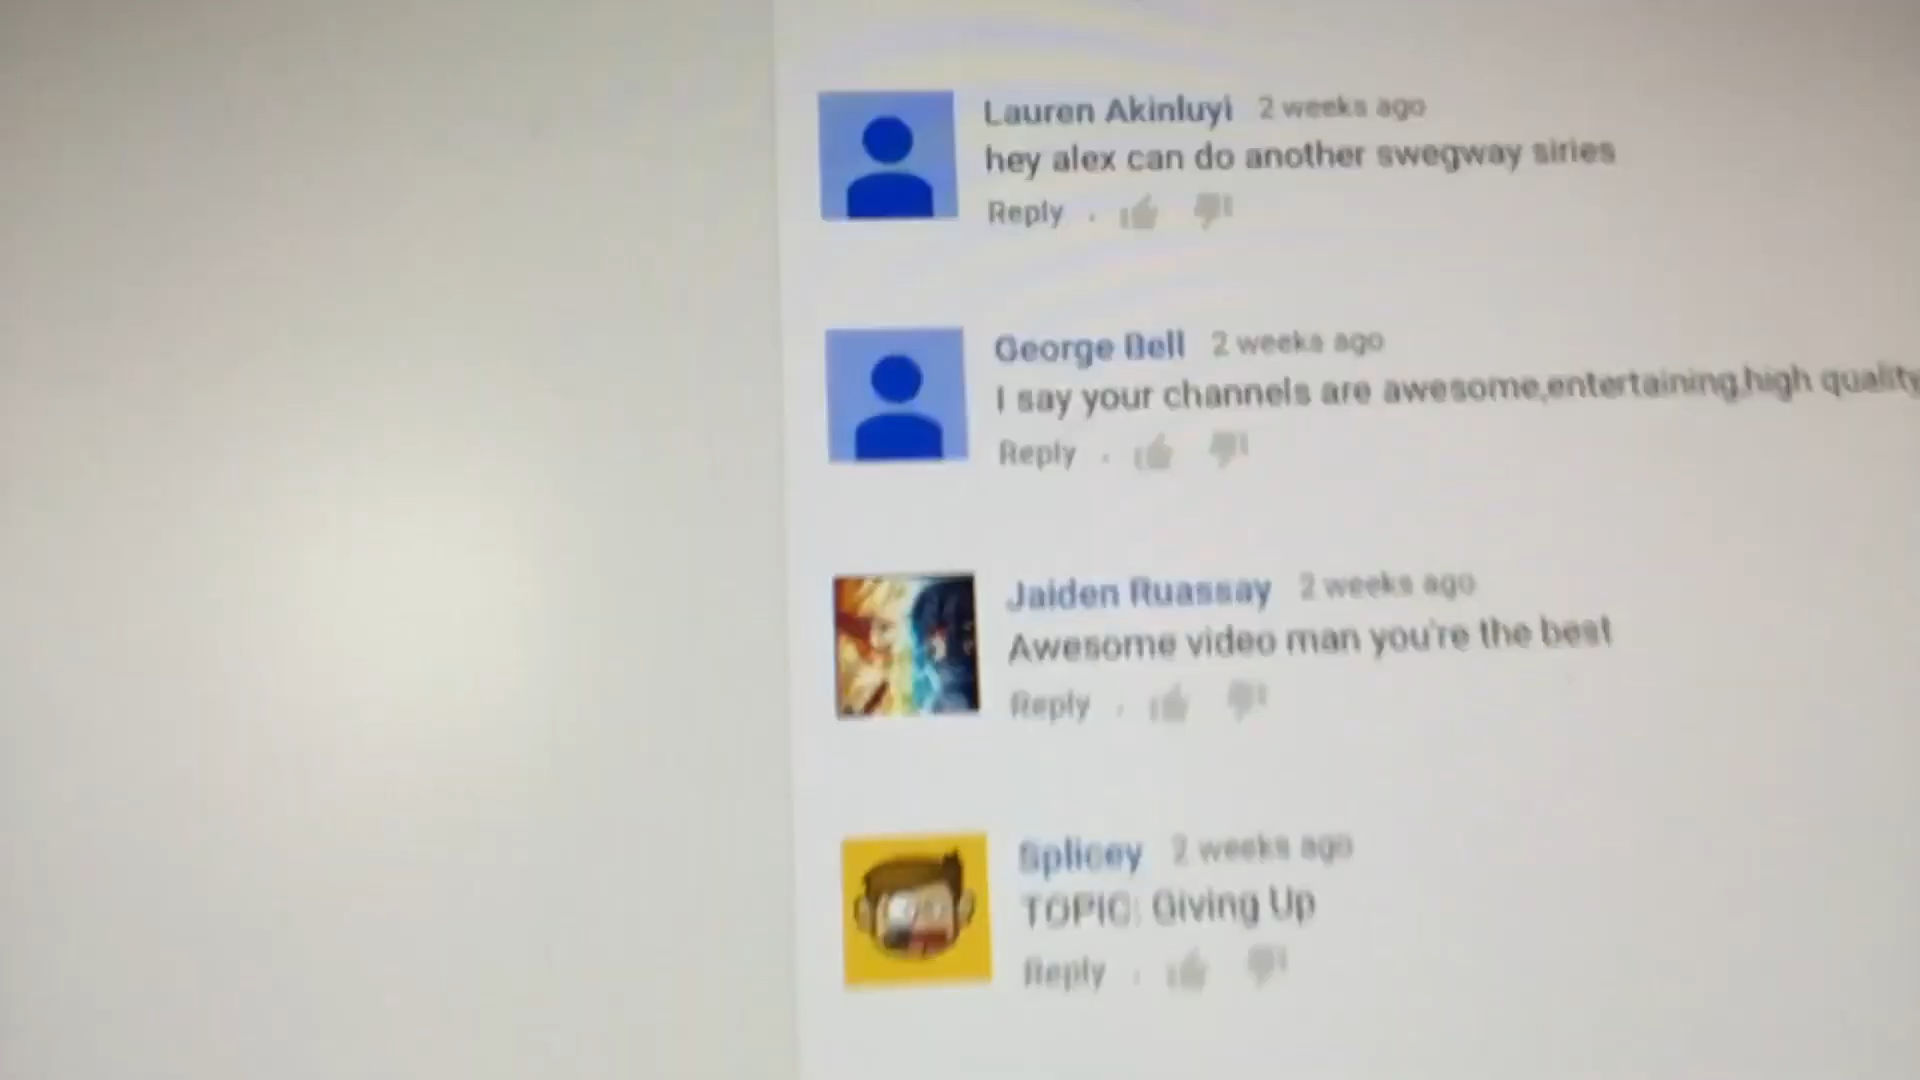 Lauren Akinluyi 2 weeks ago
hey alex can do another swegway siries
Reply
George Bell 2 weeks ago
I say your channels are awesome,entertaining,high quality
Reply
Jaiden Ruassay 2 weeks ago
Awesome video man you're the best
Reply
Splicey 2 weeks ago
TOPIC: Giving Up
Reply